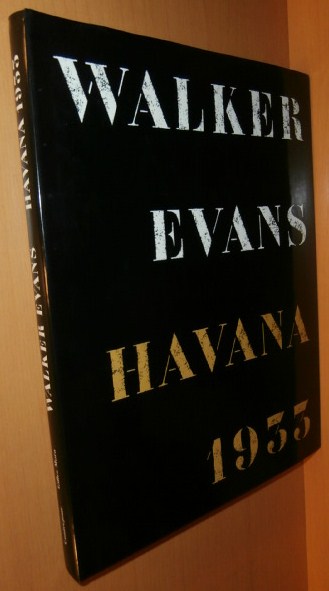 WALKER
EVANS
HAVANA
1933
WALKER EVANS HAVANA 1933